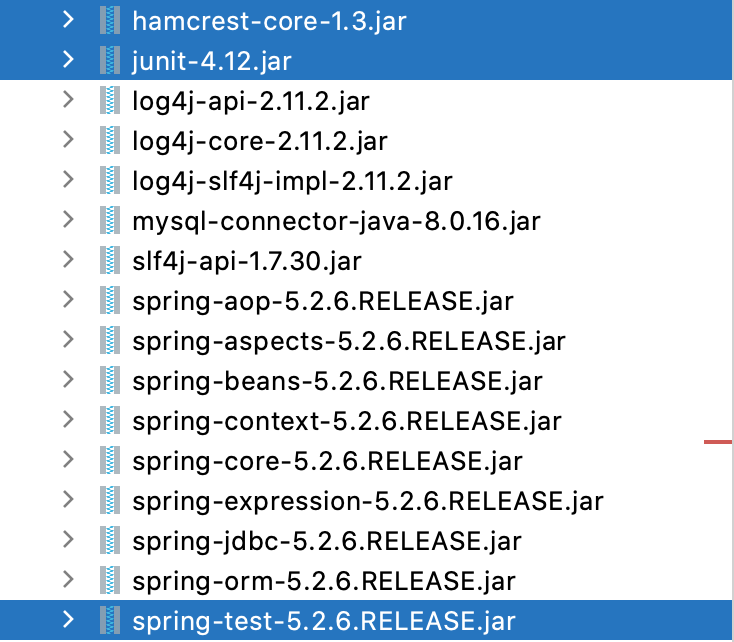 hamcrest-core-1.3.jar
junit-4.12.jar
log4j-api-2.11.2.jar
log4j-core-2.11.2.jar
log4j-slf4j-impl-2.11.2.jar
mysql-connector-java-8.0.16.jar
slf4j-api-1.7.30.jar
spring-aop-5.2.6.RELEASE.jar
spring-aspects-5.2.6.RELEASE.jar
spring-beans-5.2.6.RELEASE.jar
spring-context-5.2.6.RELEASE.jar
spring-core-5.2.6.RELEASE.jar
spring-expression-5.2.6.RELEASE.jar
spring-jdbc-5.2.6.RELEASE.jar
spring-orm-5.2.6.RELEASE.jar
spring-test-5.2.6.RELEASE.jar